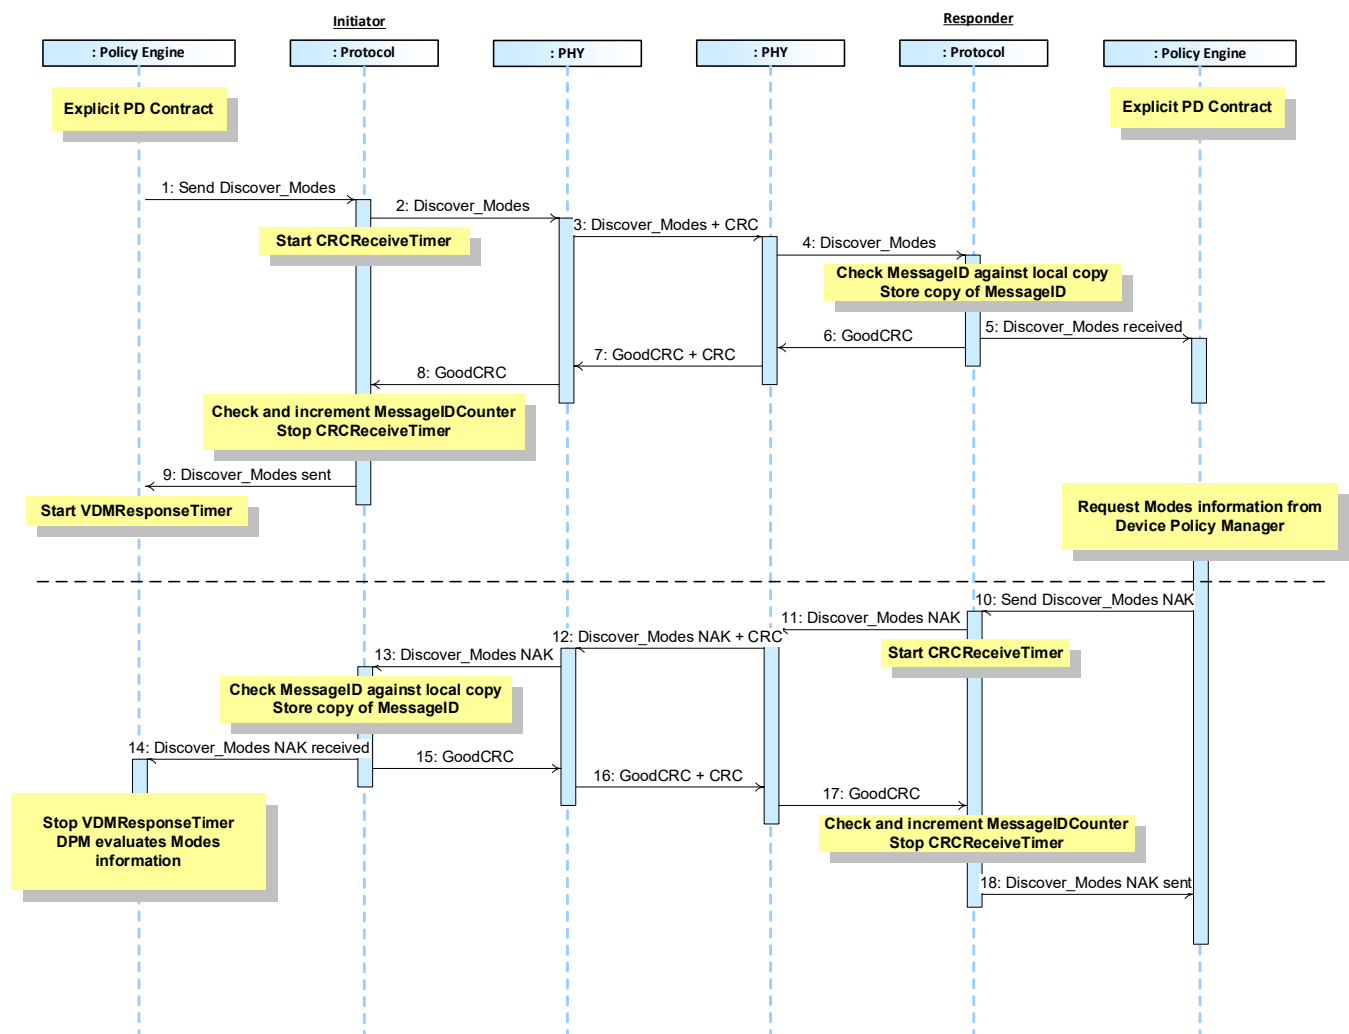 Initiator
Responder
: Policy Engine
: Protocol
: PHY
: PHY
: Protocol
: Policy Engine
Explicit PD Contract
Explicit PD Contract
1: Send Discover_Modes
2: Discover_Modes
3: Discover_Modes + CRC
Start CRCReceiveTimer
4: Discover_Modes
Check MessageID against local copy
Store copy of MessageID
5: Discover_Modes received
6: GoodCRC
7: GoodCRC + CRC
8: GoodCRC
Check and increment MessageIDCounter
Stop CRCReceiveTimer
9: Discover_Modes sent
Start VDMResponseTimer
Request Modes information from
Device Policy Manager
10: Send Discover_Modes NAK
11: Discover_Modes NAK
12: Discover_Modes NAK + CRC
Start CRCReceiveTimer
13: Discover_Modes NAK
Check MessageID against local copy
Store copy of MessageID
14: Discover_Modes NAK received
15: GoodCRC
16: GoodCRC + CRC
17: GoodCRC
Stop VDMResponseTimer
DPM evaluates Modes
information
Check and increment MessageIDCounter
Stop CRCReceiveTimer
18: Discover_Modes NAK sent